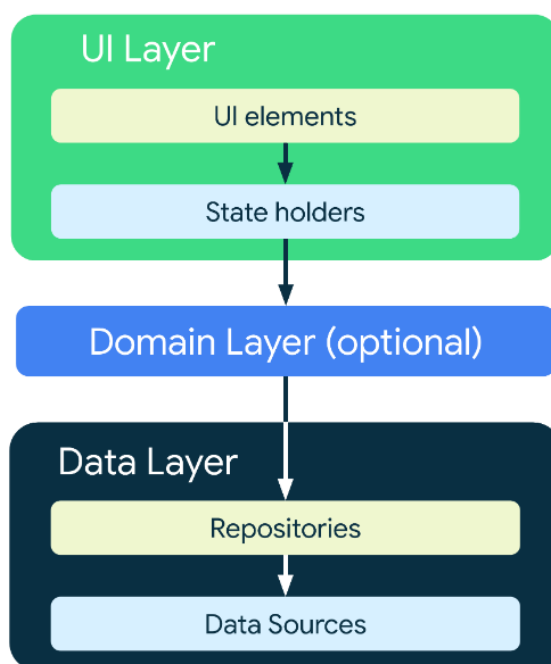 UI Layer
UI elements
State holders
Domain Layer (optional)
Data Layer
Repositories
Data Sources